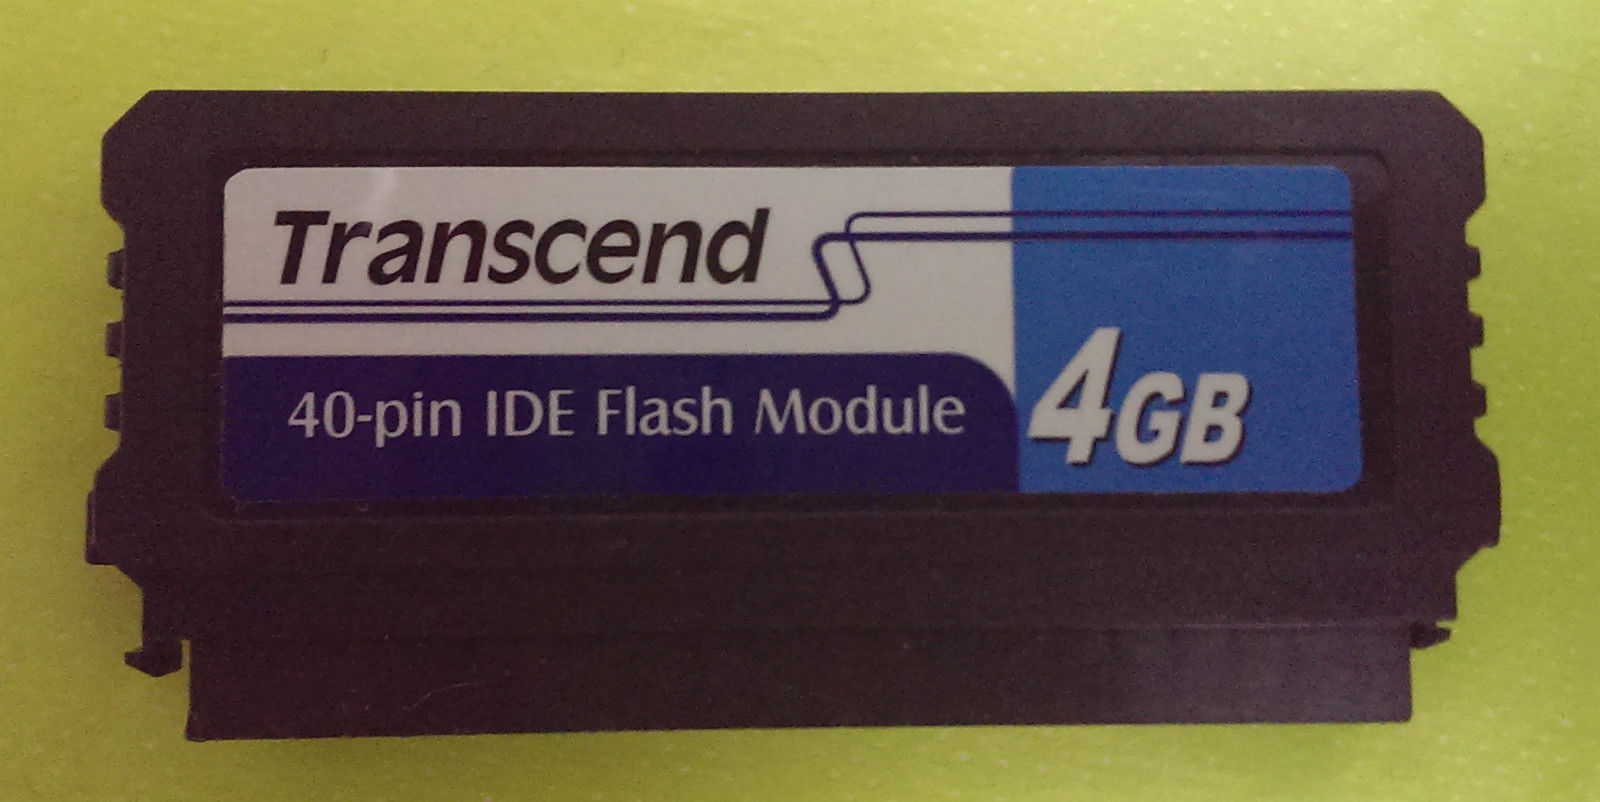 Transcend
40-pin IDE Flash Module
4GB